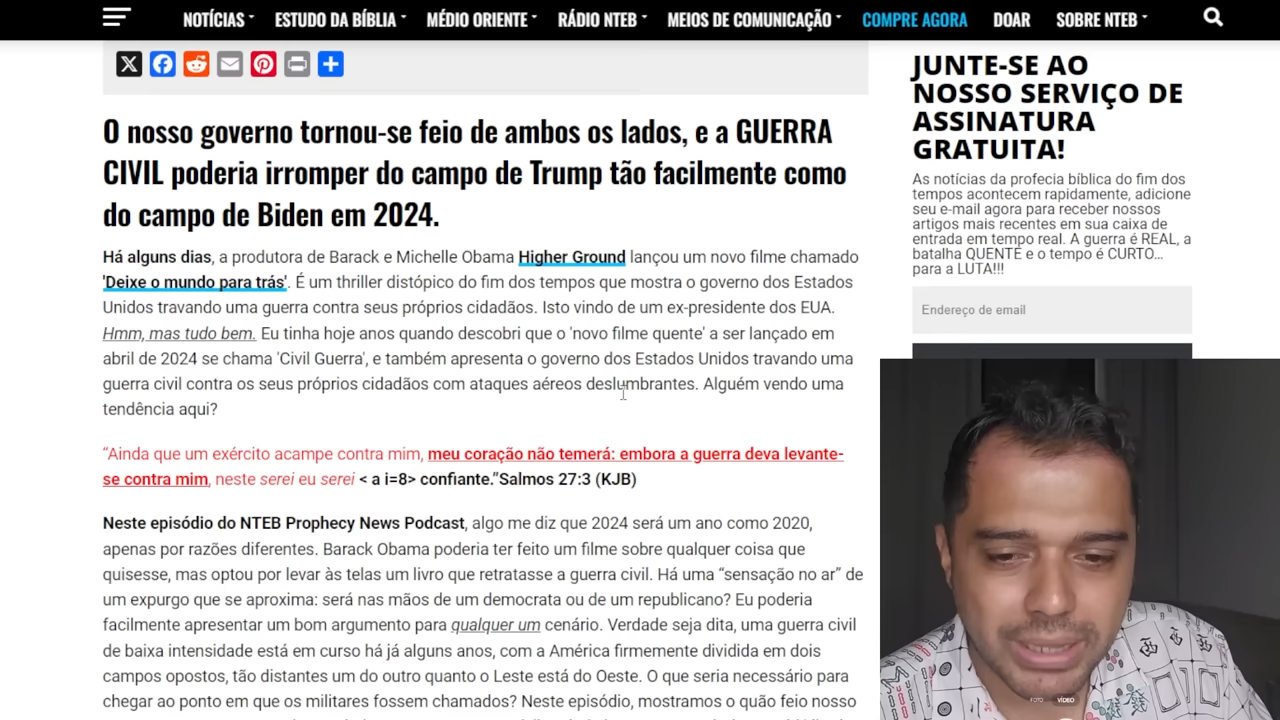 NOTÍCIAS ESTUDO DA BÍBLIA MÉDIO ORIENTE RÁDIO NTEB MEIOS DE COMUNICAÇÃO COMPRE AGORA DOAR SOBRE NTEB
O nosso governo tornou-se feio de ambos os lados, e a GUERRA
CIVIL poderia irromper do campo de Trump tão facilmente como
do campo de Biden em 2024.
Há alguns dias, a produtora de Barack e Michelle Obama Higher Ground lançou um novo filme chamado
'Deixe o mundo para trás'. É um thriller distópico do fim dos tempos que mostra o governo dos Estados
Unidos travando uma guerra contra seus próprios cidadãos. Isto vindo de um ex-presidente dos EUA.
Hmm, mas tudo bem. Eu tinha hoje anos quando descobri que o 'novo filme quente' a ser lançado em
abril de 2024 se chama 'Civil Guerra', e também apresenta o governo dos Estados Unidos travando uma
guerra civil contra os seus próprios cidadãos com ataques aéreos deslumbrantes. Alguém vendo uma
tendência aqui?
“Ainda que um exército acampe contra mim, meu coração não temerá: embora a guerra deva levante-
se contra mim, neste serei eu serei < a i=8> confiante.”Salmos 27:3 (KJB)
Neste episódio do NTEB Prophecy News Podcast, algo me diz que 2024 será um ano como 2020,
apenas por razões diferentes. Barack Obama poderia ter feito um filme sobre qualquer coisa que
quisesse, mas optou por levar às telas um livro que retratasse a guerra civil. Há uma “sensação no ar” de
um expurgo que se aproxima: será nas mãos de um democrata ou de um republicano? Eu poderia
facilmente apresentar um bom argumento para qualquer um cenário. Verdade seja dita, uma guerra civil
de baixa intensidade está em curso há já alguns anos, com a América firmemente dividida em dois
campos opostos, tão distantes um do outro quanto o Leste está do Oeste. O que seria necessário para
chegar ao ponto em que os militares fossem chamados? Neste episódio, mostramos o quão feio nosso
JUNTE-SE AO
NOSSO SERVIÇO DE
ASSINATURA
GRATUITA!
As notícias da profecia bíblica do fim dos
tempos acontecem rapidamente, adicione
seu e-mail agora para receber nossos
artigos mais recentes em sua caixa de
entrada em tempo real. A guerra é REAL, a
batalha QUENTE e o tempo é CURTO...
para a LUTA!!!
Endereço de email
FOTO VÍDEO